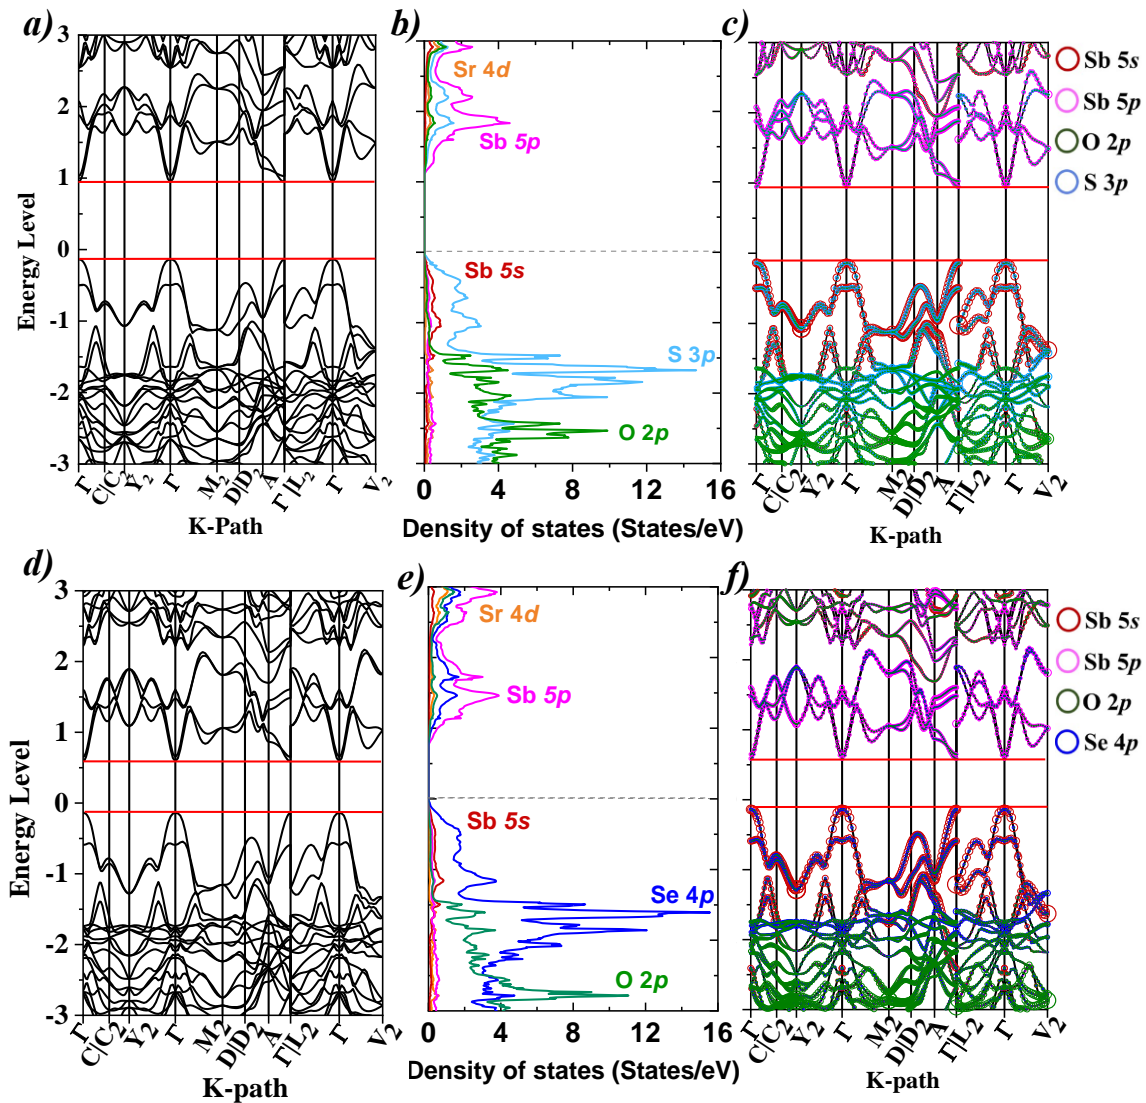 a)
3
2
1
0
-1
-2
-3
Energy Level
Γ
C|C2
Y2
Γ
M2
D|D2
A
Γ|L2
Γ
V2
K-Path
b)
Sr 4d
Sb 5p
Sb 5s
S 3p
O 2p
0 4 8 12 16
Density of states (States/eV)
c)
Sb 5s
Sb 5p
O 2p
S 3p
Γ
C|C2
Y2
Γ
M2
D|D2
A
Γ|L2
Γ
V2
K-path
d)
3
2
1
0
-1
-2
-3
Energy Level
Γ
C|C2
Y2
Γ
M2
D|D2
A
Γ|L2
Γ
V2
K-path
e)
Sr 4d
Sb 5p
Sb 5s
Se 4p
O 2p
0 4 8 12 16
Density of states (States/eV)
f)
Sb 5s
Sb 5p
O 2p
Se 4p
Γ
C|C2
Y2
Γ
M2
D|D2
A
Γ|L2
Γ
V2
K-path